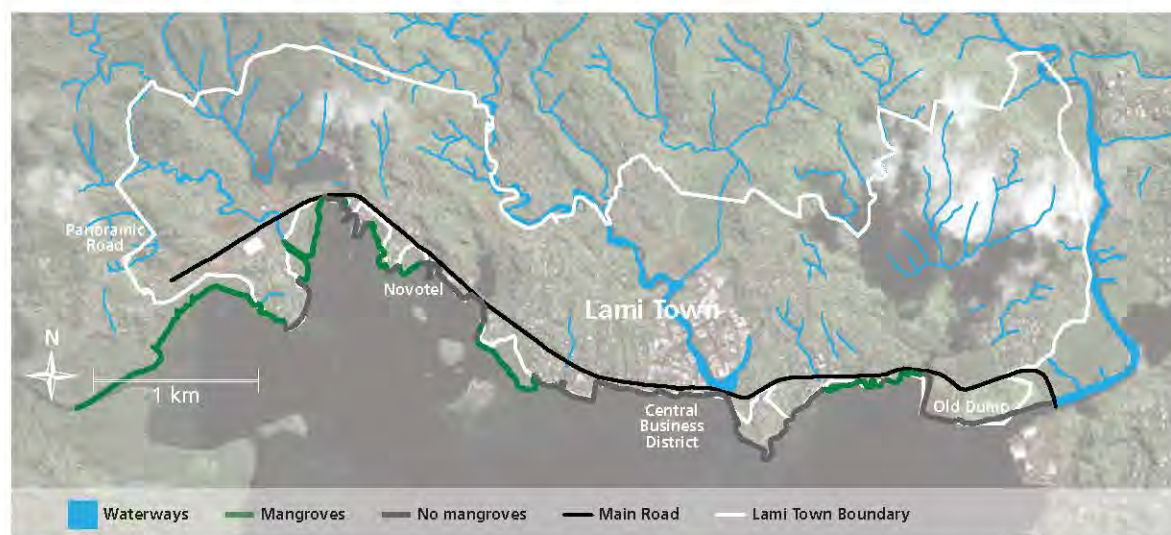 Panoramic
Road
Novotel
Lami Town
N
1 km
Central
Business
District
Old Dump
Waterways
Mangroves
No mangroves
Main Road
Lami Town Boundary